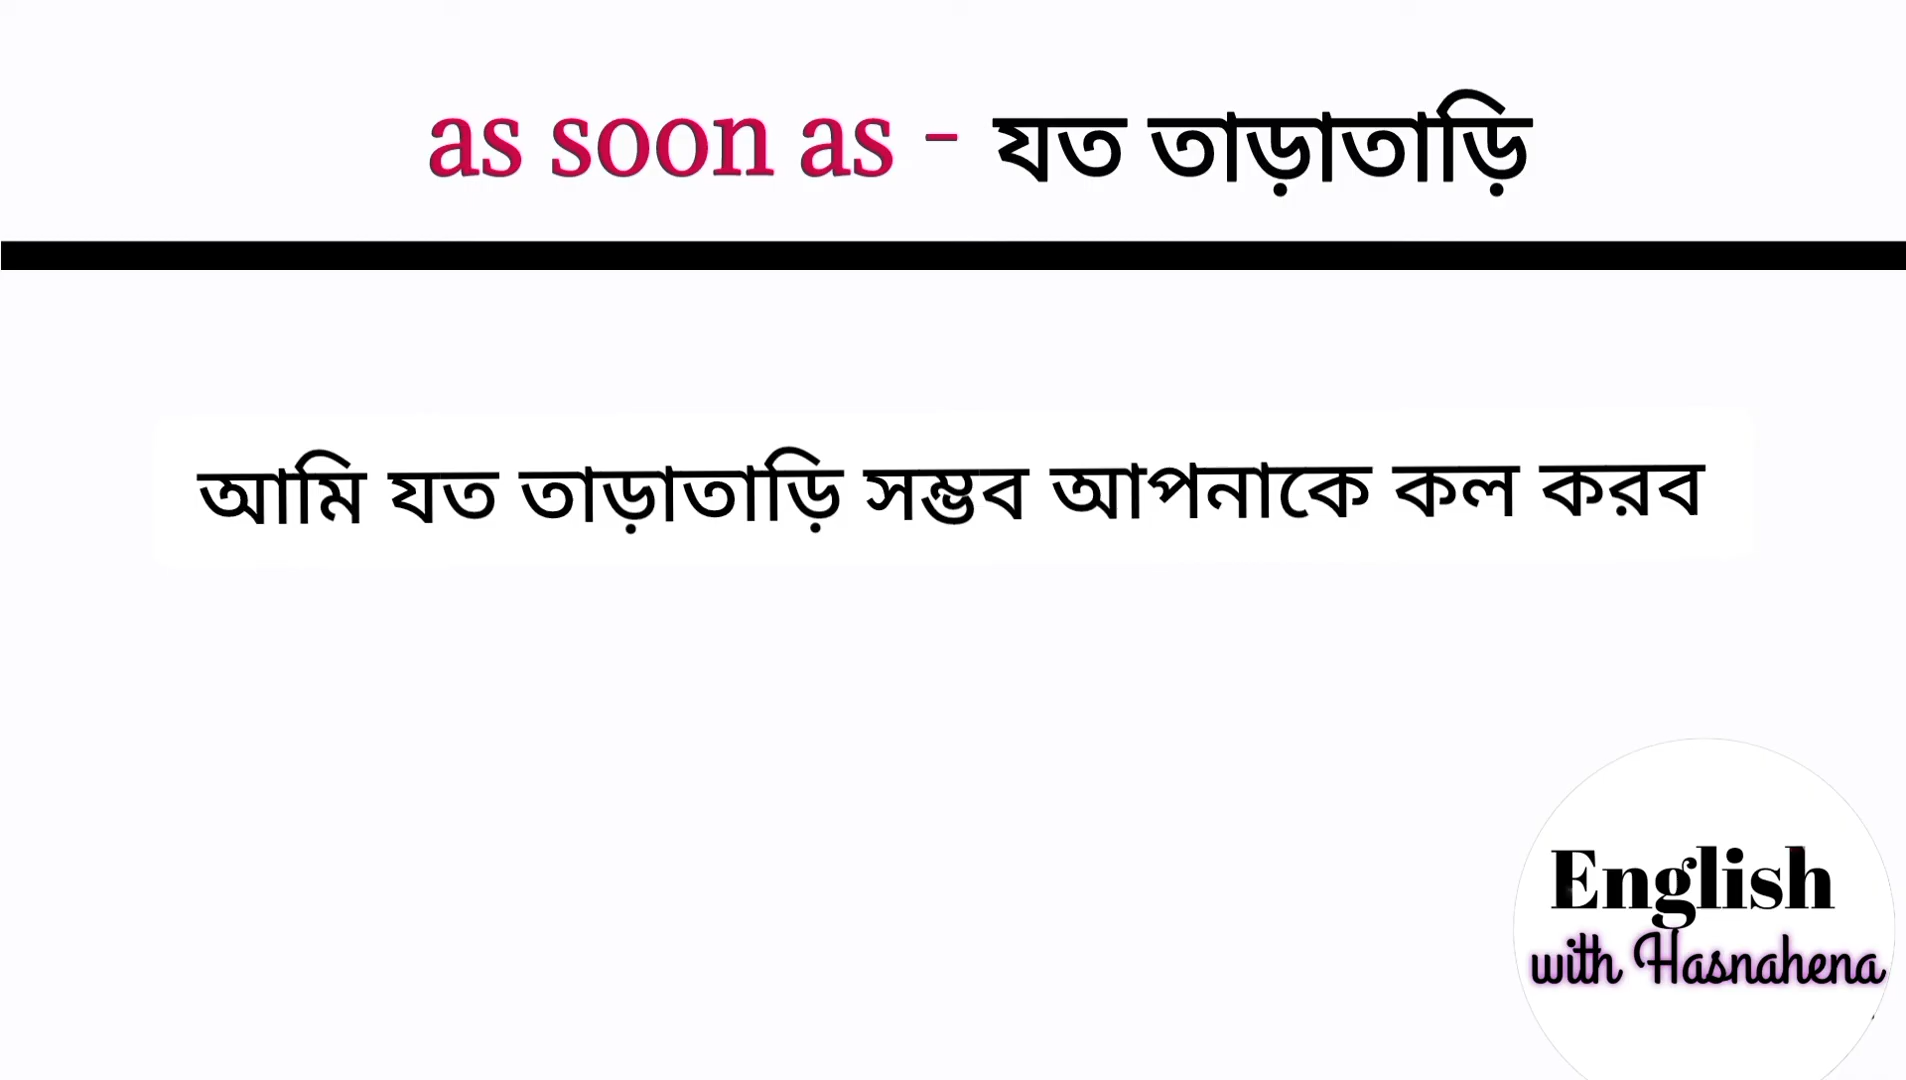 as soon as - যত তাড়াতাড়ি
আমি যত তাড়াতাড়ি সম্ভব আপনাকে কল করব
English
with Hasnahena